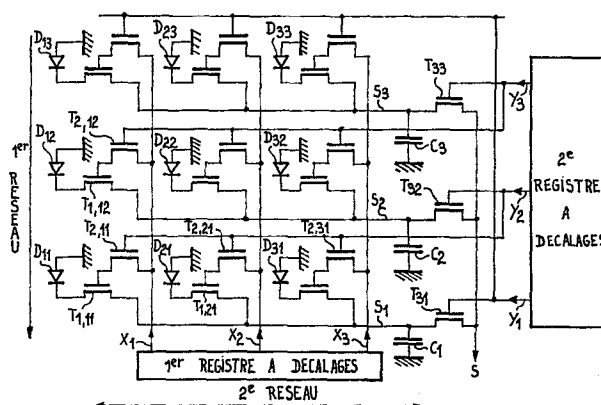 D13
D23
D33
T33
S3
Y3
T2,12
D12
D22
D32
C3
T32
1er RESEAU
T1,12
S2
Y2
2e REGISTRE A DECALAGES
T2,11
T2,21
T2,31
D11
D21
D31
C2
T31
T1,11
T1,21
S1
Y1
X1
X2
X3
C1
1er REGISTRE A DECALAGES
S
2e RESEAU